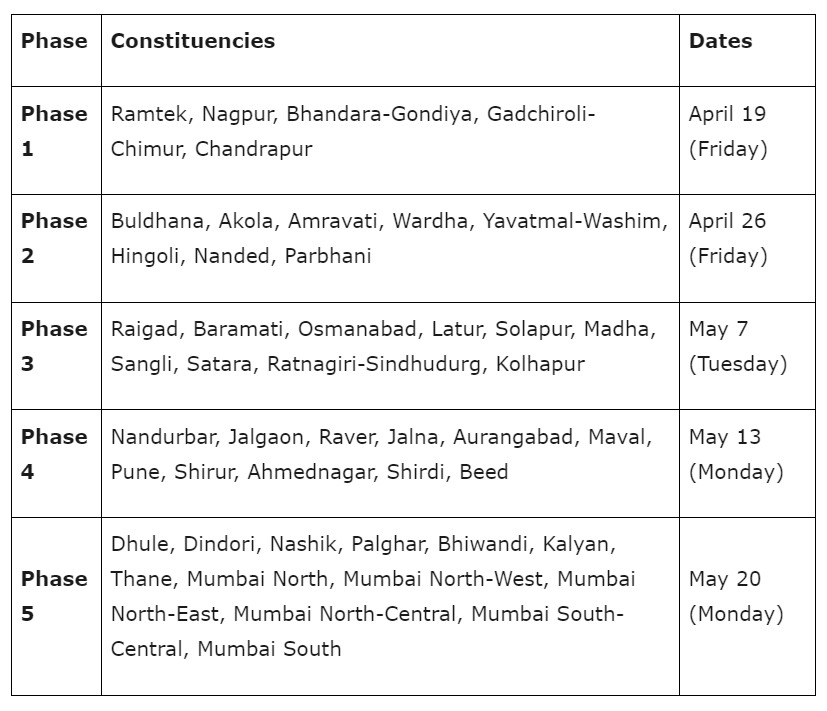 Phase Constituencies Dates
Phase 1 Ramtek, Nagpur, Bhandara-Gondiya, Gadchiroli-
Chimur, Chandrapur
April 19
(Friday)
Phase 2 Buldhana, Akola, Amravati, Wardha, Yavatmal-Washim,
Hingoli, Nanded, Parbhani
April 26
(Friday)
Phase 3 Raigad, Baramati, Osmanabad, Latur, Solapur, Madha,
Sangli, Satara, Ratnagiri-Sindhudurg, Kolhapur
May 7
(Tuesday)
Phase 4 Nandurbar, Jalgaon, Raver, Jalna, Aurangabad, Maval,
Pune, Shirur, Ahmednagar, Shirdi, Beed
May 13
(Monday)
Phase 5 Dhule, Dindori, Nashik, Palghar, Bhiwandi, Kalyan,
Thane, Mumbai North, Mumbai North-West, Mumbai
North-East, Mumbai North-Central, Mumbai South-
Central, Mumbai South
May 20
(Monday)